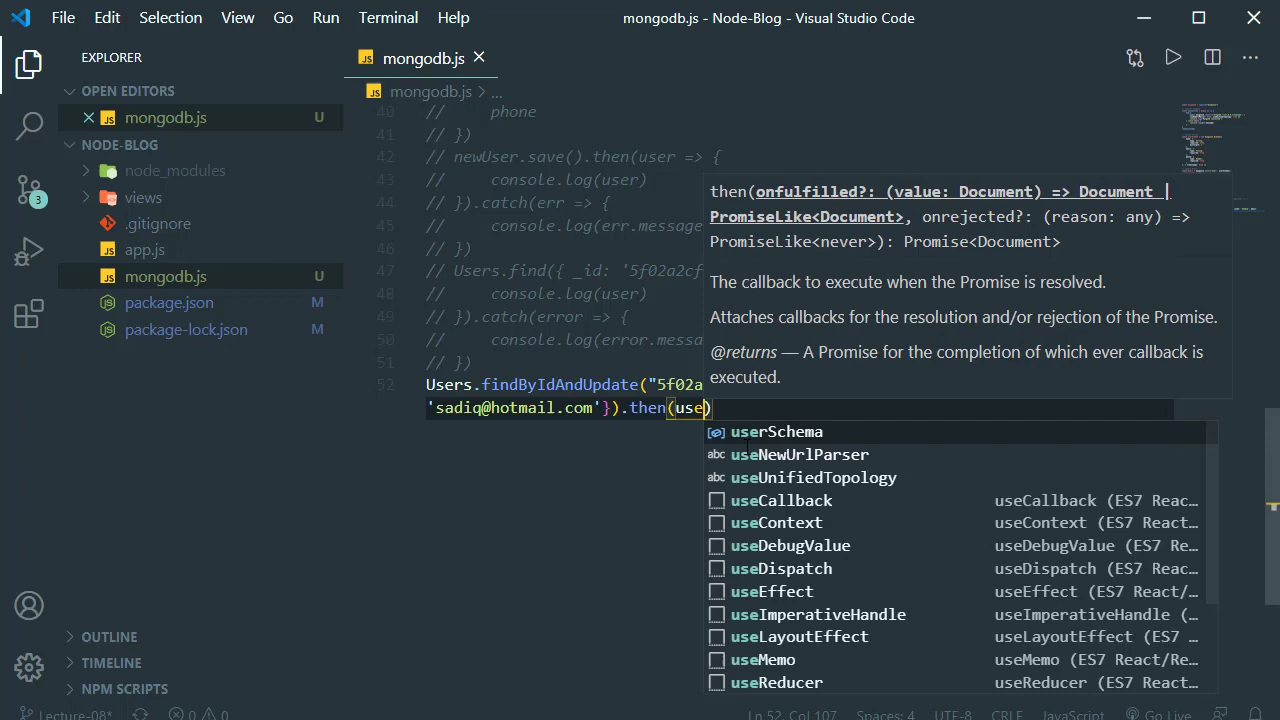 File Edit Selection View Go Run Terminal Help mongodb.js - Node-Blog - Visual Studio Code
EXPLORER
OPEN EDITORS
mongodb.js U
NODE-BLOG
node_modules
views
.gitignore
app.js
mongodb.js U
package.json M
package-lock.json M
OUTLINE
TIMELINE
NPM SCRIPTS
3
mongodb.js
mongodb.js > ...
40 // phone
41 // })
42 // newUser.save().then(user => {
43 // console.log(user)
44 // }).catch(err => {
45 // console.log(err.message
46 // })
47 // Users.find({ _id: '5f02a2cf
48 // console.log(user)
49 // }).catch(error => {
50 // console.log(error.messa
51 // })
52 Users.findByIdAndUpdate("5f02a
'sadiq@hotmail.com'}).then(use)
then(onfulfilled?: (value: Document) => Document |
PromiseLike<Document>, onrejected?: (reason: any) =>
PromiseLike<never>): Promise<Document>
The callback to execute when the Promise is resolved.
Attaches callbacks for the resolution and/or rejection of the Promise.
@returns — A Promise for the completion of which ever callback is
executed.
userSchema
abc useNewUrlParser
abc useUnifiedTopology
useCallback useCallback (ES7 Reac...
useContext useContext (ES7 React...
useDebugValue useDebugValue (ES7 Re...
useDispatch useDispatch (ES7 Reac...
useEffect useEffect (ES7 React/...
useImperativeHandle useImperativeHandle (...
useLayoutEffect useLayoutEffect (ES7 ...
useMemo useMemo (ES7 React/Re...
useReducer useReducer (ES7 React...
Lecture-08* 0 0 Ln 52, Col 107 Spaces: 4 UTF-8 CRLF JavaScript Go Live